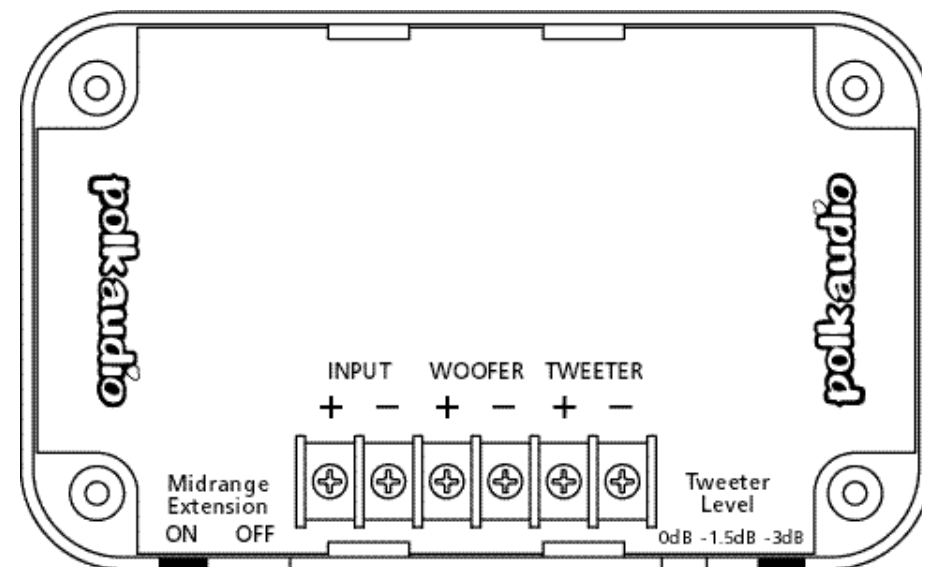 polkaudio
polkaudio
INPUT WOOFER TWEETER
+ − + − + −
Midrange
Extension
ON OFF
Tweeter
Level
0dB -1.5dB -3dB